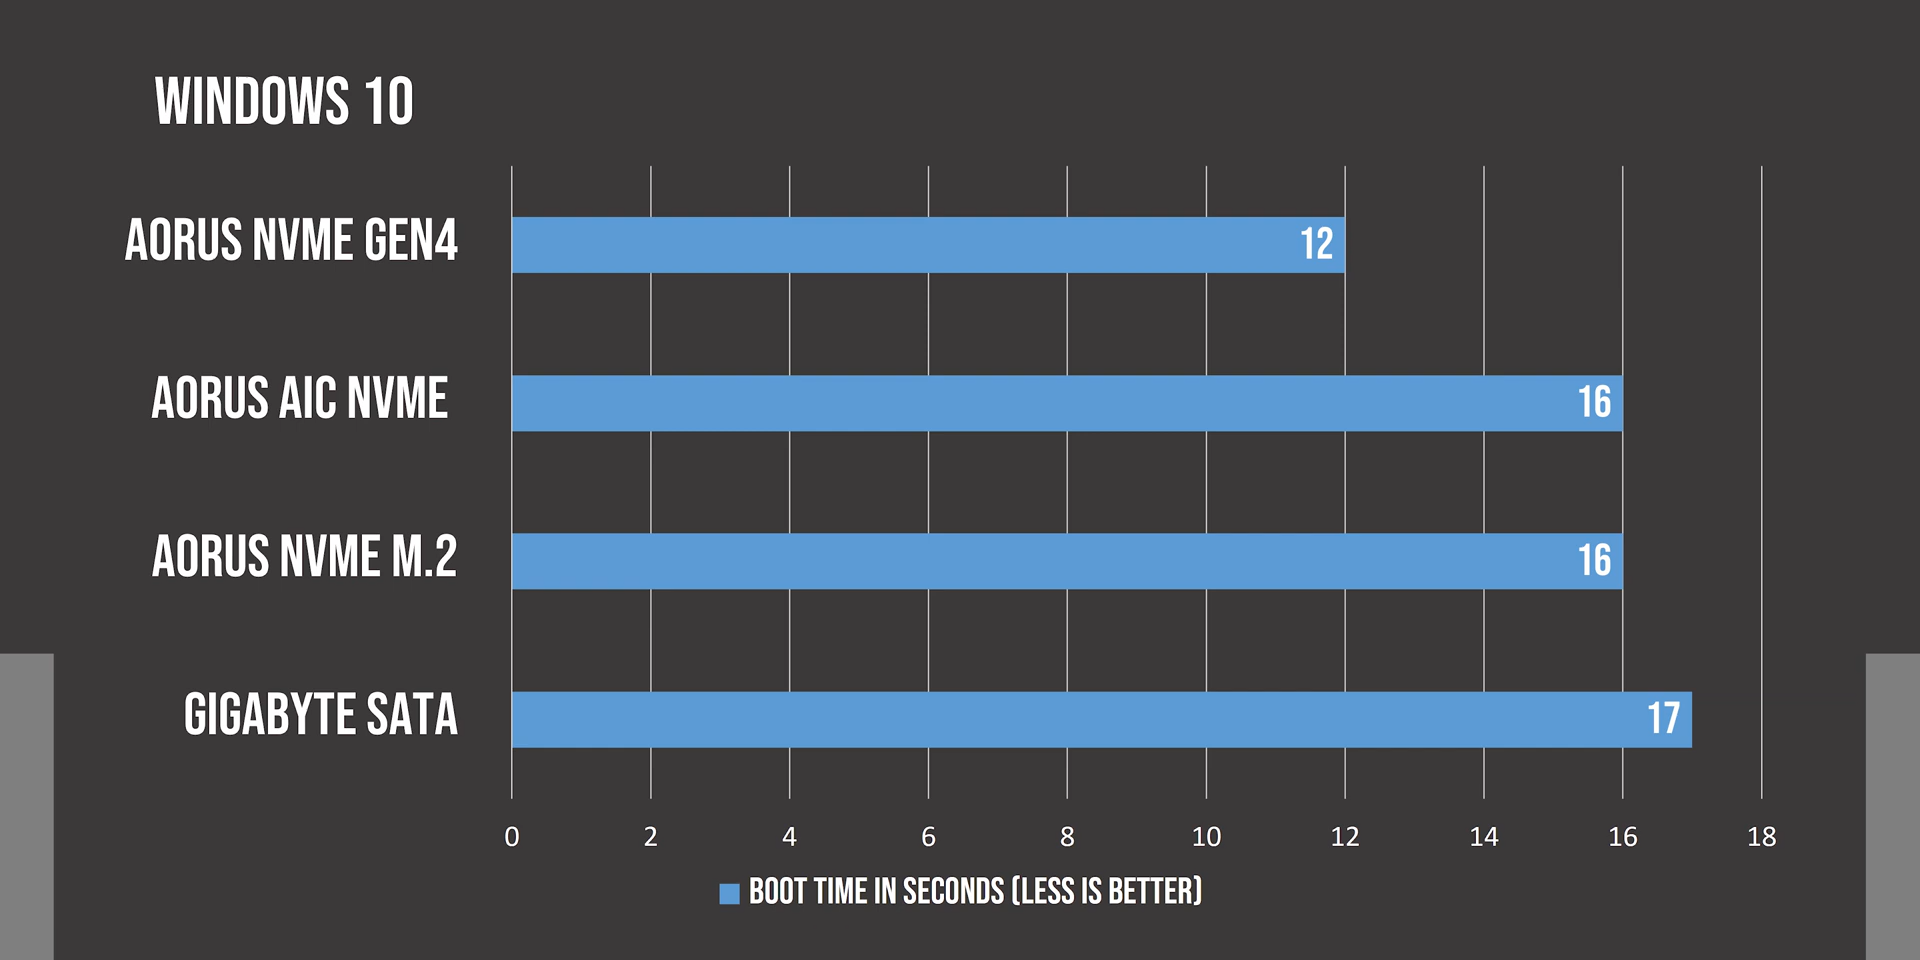 WINDOWS 10
AORUS NVME GEN4
12
AORUS AIC NVME
16
AORUS NVME M.2
16
GIGABYTE SATA
17
0 2 4 6 8 10 12 14 16 18
BOOT TIME IN SECONDS (LESS IS BETTER)